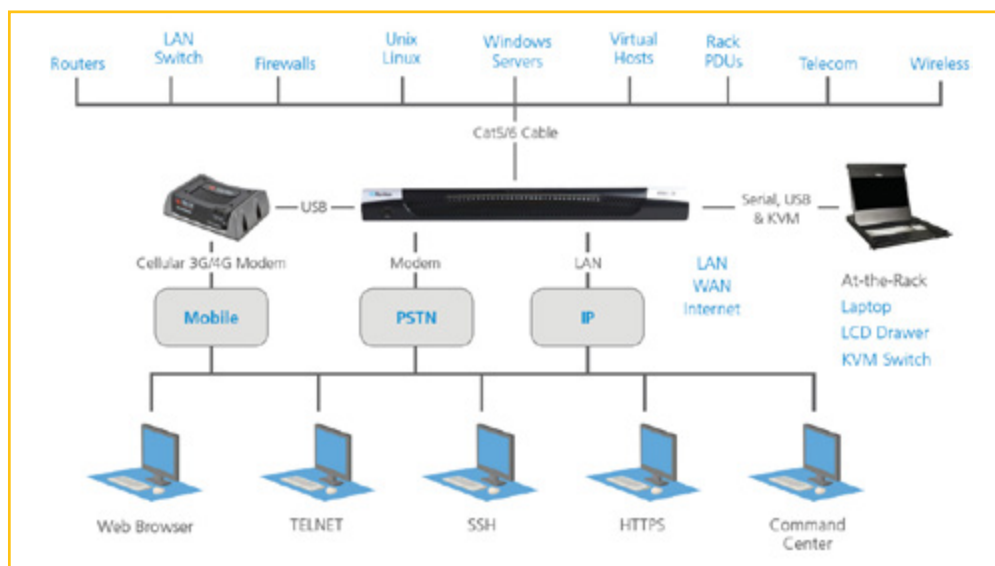 Routers
LAN
Switch
Firewalls
Unix
Linux
Windows
Servers
Virtual
Hosts
Rack
PDUs
Telecom
Wireless
Cat5/6 Cable
USB
Serial, USB
& KVM
Cellular 3G/4G Modem
Modem
LAN
LAN
WAN
Internet
At-the-Rack
Laptop
LCD Drawer
KVM Switch
Mobile
PSTN
IP
Web Browser
TELNET
SSH
HTTPS
Command
Center